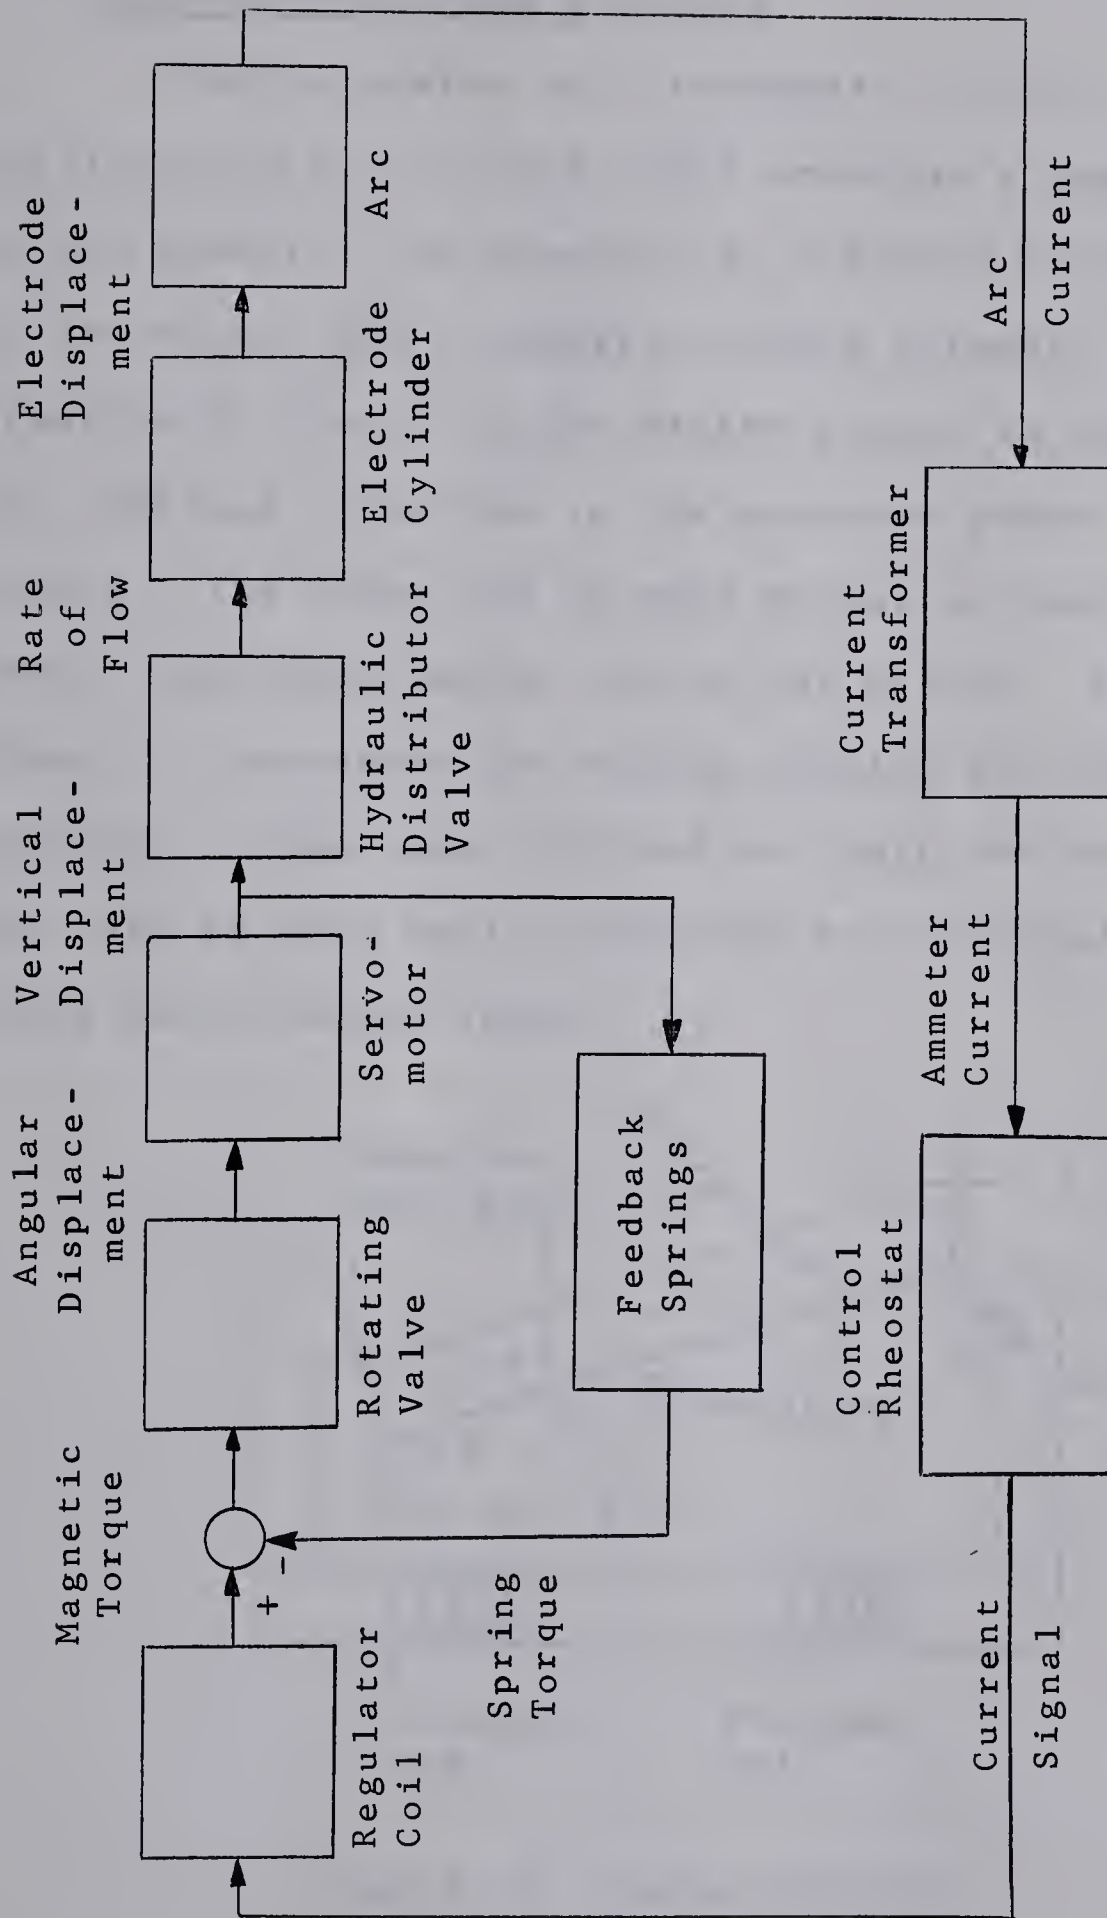 Magnetic
Torque
Angular
Displace-
ment
Vertical
Displace-
ment
Rate
of
Flow
Electrode
Displace-
ment
+
-
Regulator
Coil
Rotating
Valve
Servo-
motor
Hydraulic
Distributor
Valve
Electrode
Cylinder
Arc
Spring
Torque
Feedback
Springs
Current
Signal
Control
Rheostat
Ammeter
Current
Current
Transformer
Arc
Current